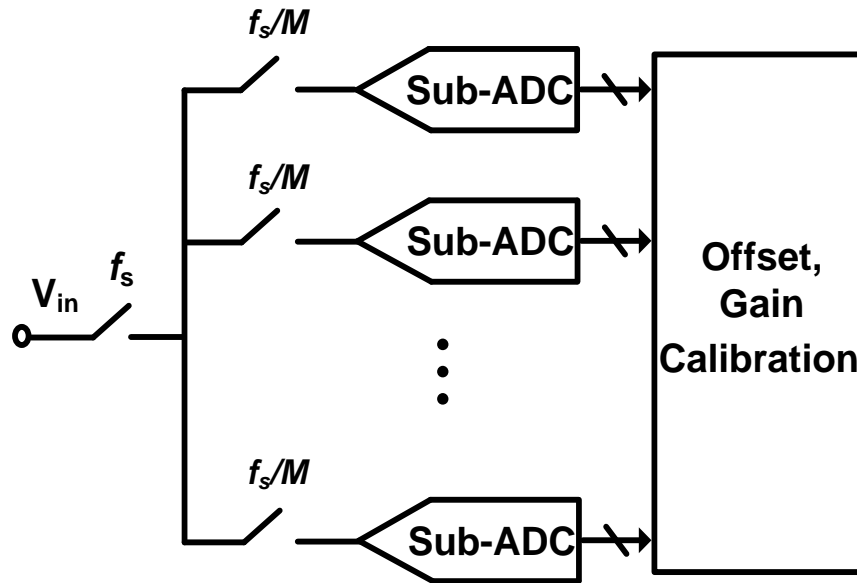 fs/M
Sub-ADC
fs/M
Sub-ADC
Vin
fs
Offset,
Gain
Calibration
fs/M
Sub-ADC